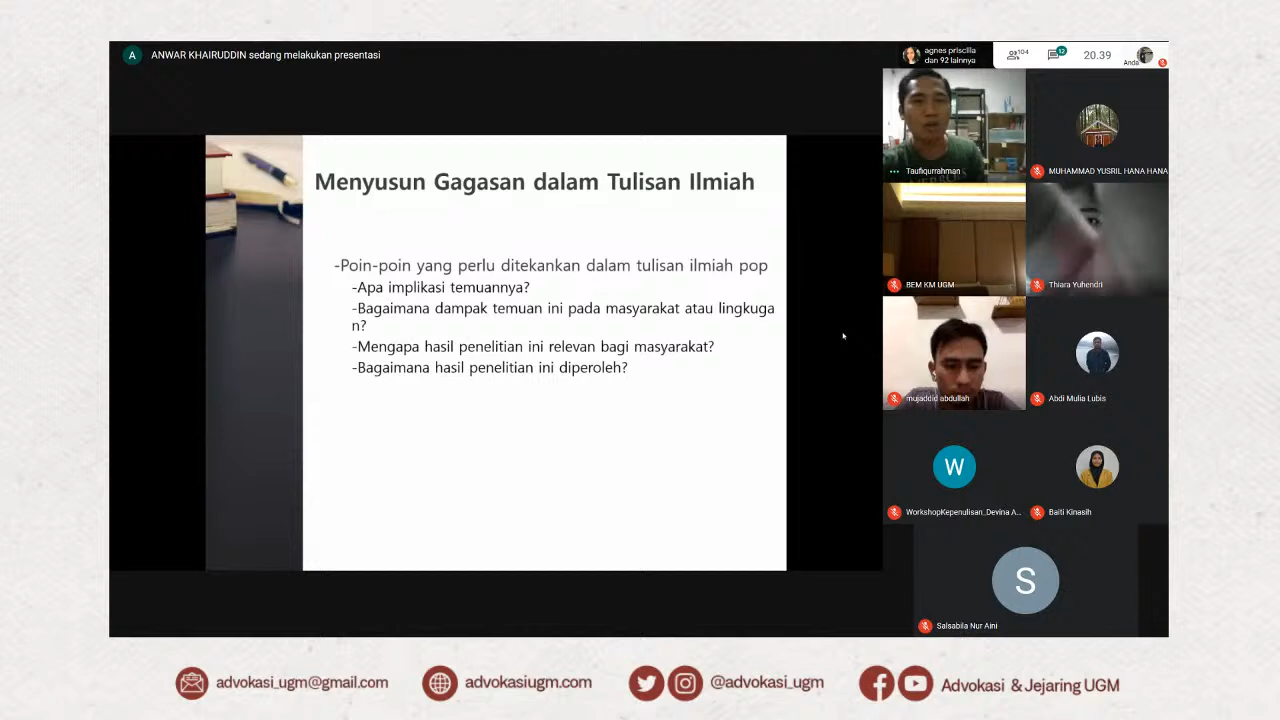 A ANWAR KHAIRUDDIN sedang melakukan presentasi
agnes priscilla
dan 92 lainnya
104
12
20.39
Anda
Menyusun Gagasan dalam Tulisan Ilmiah
-Poin-poin yang perlu ditekankan dalam tulisan ilmiah pop
-Apa implikasi temuannya?
-Bagaimana dampak temuan ini pada masyarakat atau lingkuga
n?
-Mengapa hasil penelitian ini relevan bagi masyarakat?
-Bagaimana hasil penelitian ini diperoleh?
Taufiqurrahman
MUHAMMAD YUSRIL HANA HANA
BEM KM UGM
Thiara Yuhendri
mujaddid abdullah
Abdi Mulia Lubis
W
WorkshopKepenulisan_Devina A...
Baiti Kinasih
S
Salsabila Nur Aini
advokasi_ugm@gmail.com
advokasiugm.com
@advokasi_ugm
Advokasi & Jejaring UGM